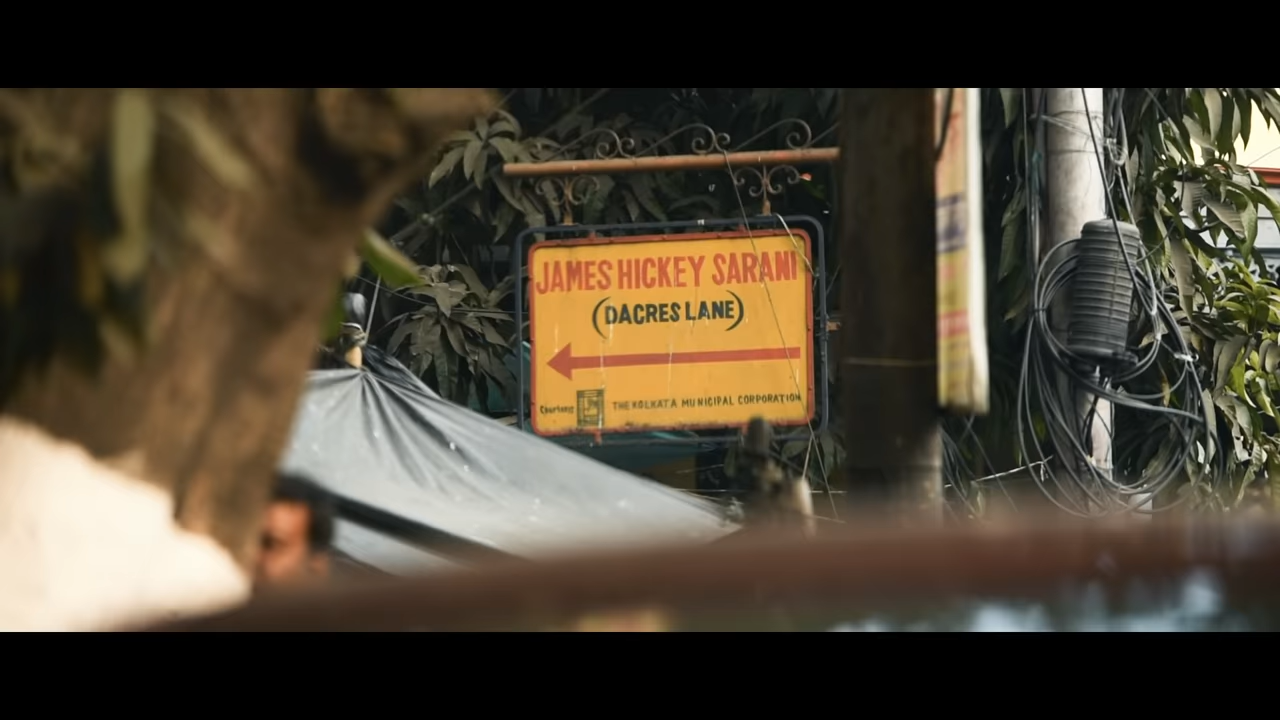 JAMES HICKEY SARANI
(DACRES LANE)
Courtesy THE KOLKATA MUNICIPAL CORPORATION